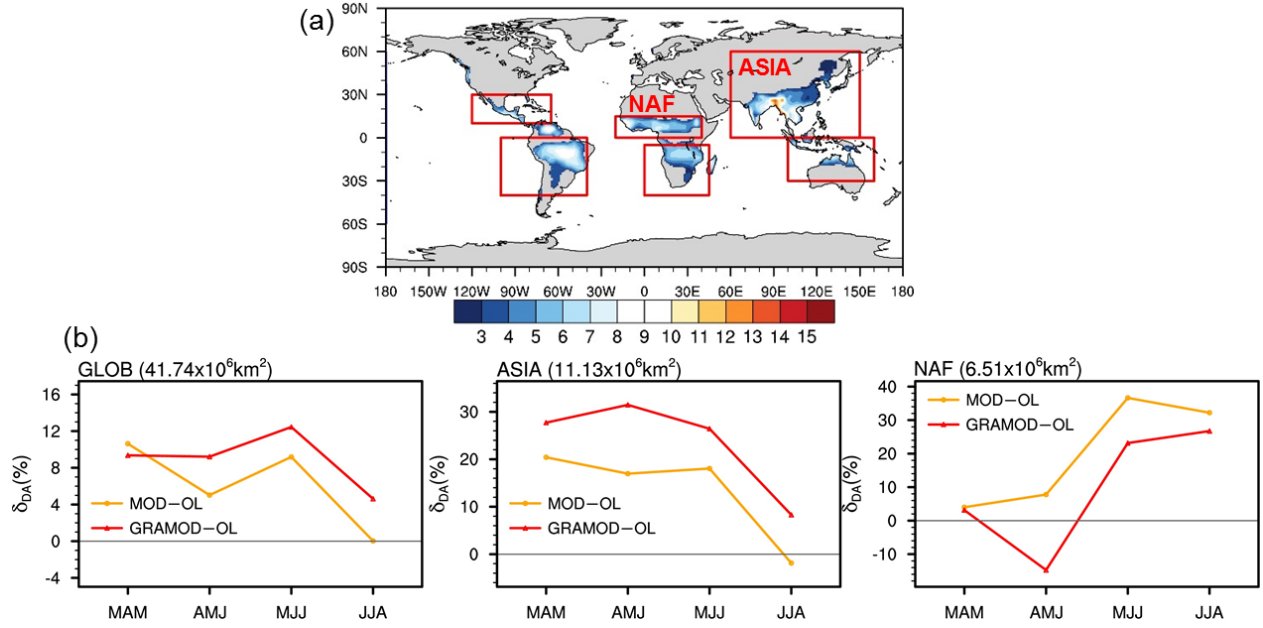 (a)
90N
60N
30N
0
30S
60S
90S
ASIA
NAF
180 150W 120W 90W 60W 30W 0 30E 60E 90E 120E 150E 180
3 4 5 6 7 8 9 10 11 12 13 14 15
(b)
GLOB (41.74x10⁶km²)
δDA(%)
16
12
8
4
0
-4
MOD−OL
GRAMOD−OL
MAM AMJ MJJ JJA
ASIA (11.13x10⁶km²)
δDA(%)
30
20
10
0
MOD−OL
GRAMOD−OL
MAM AMJ MJJ JJA
NAF (6.51x10⁶km²)
δDA(%)
40
30
20
10
0
-10
MOD−OL
GRAMOD−OL
MAM AMJ MJJ JJA